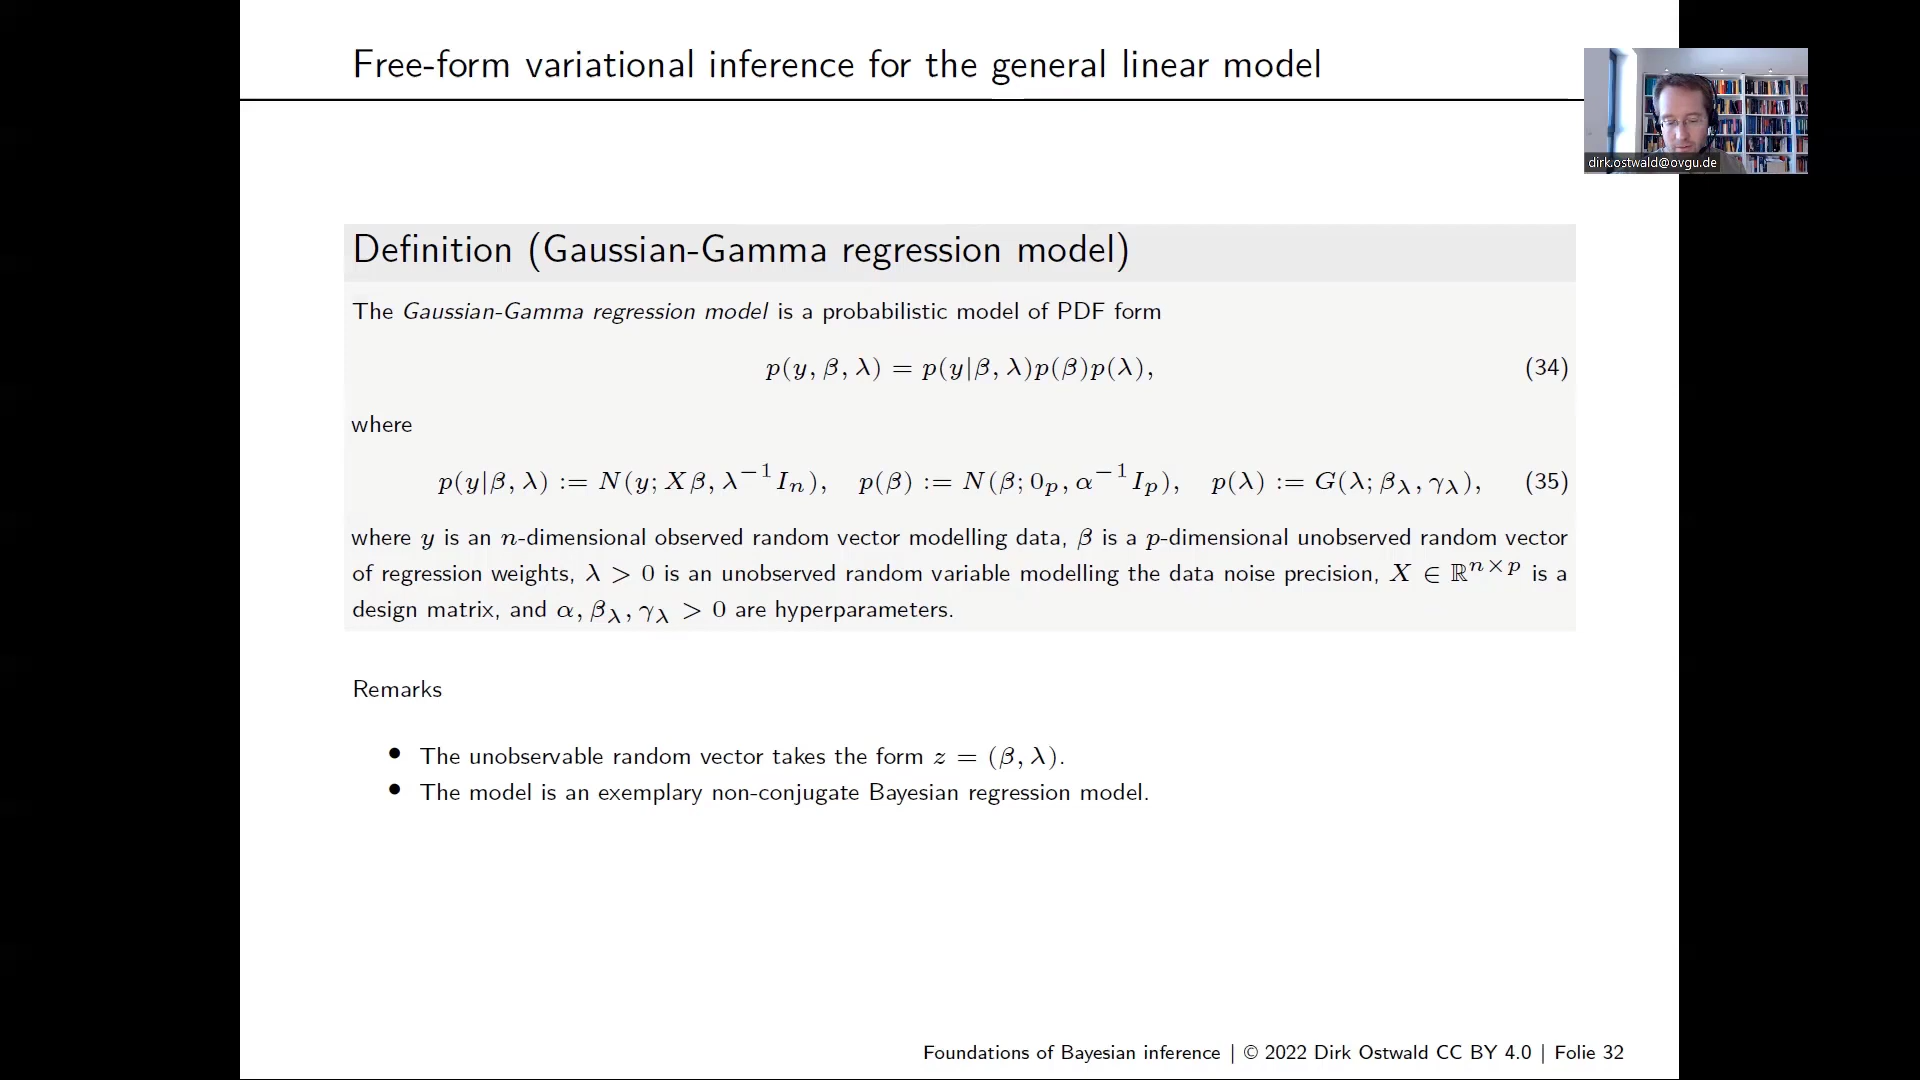 Free-form variational inference for the general linear model
dirk.ostwald@ovgu.de
Definition (Gaussian-Gamma regression model)
The Gaussian-Gamma regression model is a probabilistic model of PDF form
p(y, β, λ) = p(y|β, λ)p(β)p(λ), (34)
where
p(y|β, λ) := N(y; Xβ, λ⁻¹Iₙ), p(β) := N(β; 0ₚ, α⁻¹Iₚ), p(λ) := G(λ; β_λ, γ_λ), (35)
where y is an n-dimensional observed random vector modelling data, β is a p-dimensional unobserved random vector
of regression weights, λ > 0 is an unobserved random variable modelling the data noise precision, X ∈ ℝⁿˣᵖ is a
design matrix, and α, β_λ, γ_λ > 0 are hyperparameters.
Remarks
• The unobservable random vector takes the form z = (β, λ).
• The model is an exemplary non-conjugate Bayesian regression model.
Foundations of Bayesian inference | © 2022 Dirk Ostwald CC BY 4.0 | Folie 32